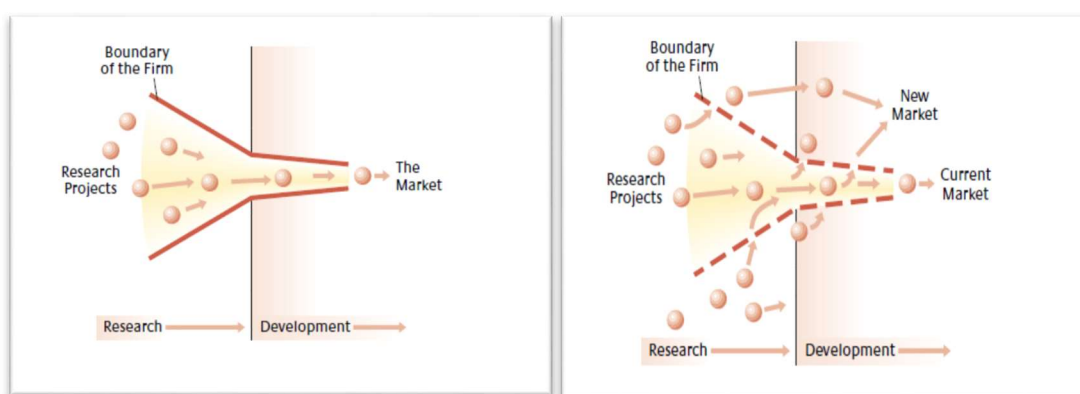 Boundary
of the Firm
Research
Projects
The
Market
Research
Development
Boundary
of the Firm
New
Market
Research
Projects
Current
Market
Research
Development